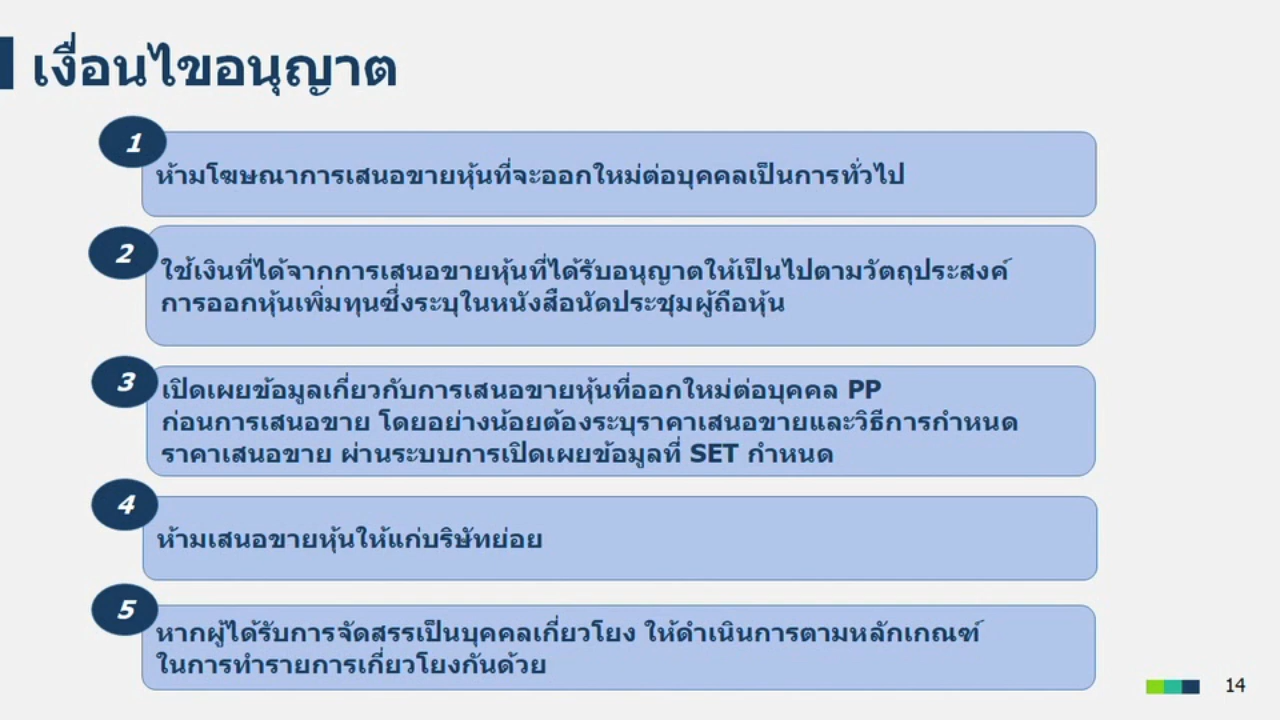 เงื่อนไขอนุญาต
1
ห้ามโฆษณาการเสนอขายหุ้นที่จะออกใหม่ต่อบุคคลเป็นการทั่วไป
2
ใช้เงินที่ได้จากการเสนอขายหุ้นที่ได้รับอนุญาตให้เป็นไปตามวัตถุประสงค์
การออกหุ้นเพิ่มทุนซึ่งระบุในหนังสือนัดประชุมผู้ถือหุ้น
3
เปิดเผยข้อมูลเกี่ยวกับการเสนอขายหุ้นที่ออกใหม่ต่อบุคคล PP
ก่อนการเสนอขาย โดยอย่างน้อยต้องระบุราคาเสนอขายและวิธีการกำหนด
ราคาเสนอขาย ผ่านระบบการเปิดเผยข้อมูลที่ SET กำหนด
4
ห้ามเสนอขายหุ้นให้แก่บริษัทย่อย
5
หากผู้ได้รับการจัดสรรเป็นบุคคลเกี่ยวโยง ให้ดำเนินการตามหลักเกณฑ์
ในการทำรายการเกี่ยวโยงกันด้วย
14